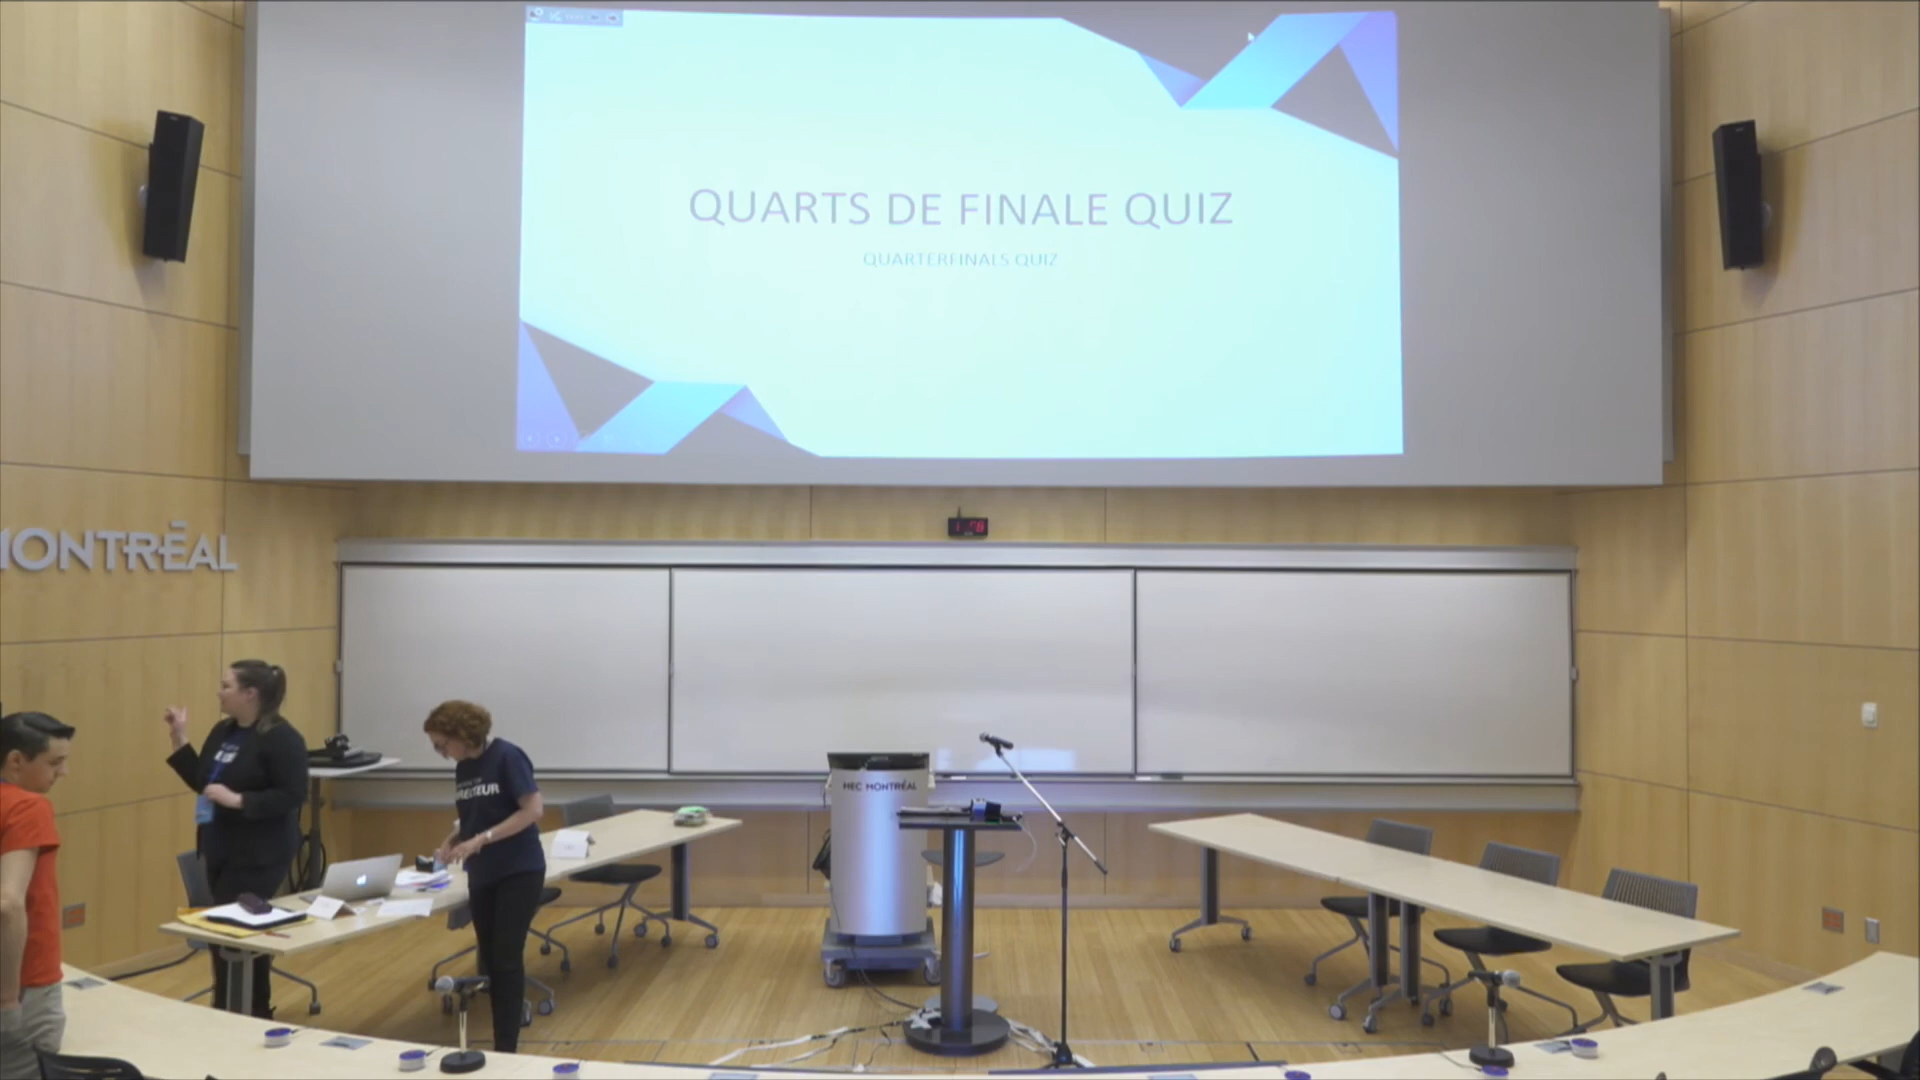 QUARTS DE FINALE QUIZ
QUARTERFINALS QUIZ
MONTRÉAL
HEC MONTRÉAL